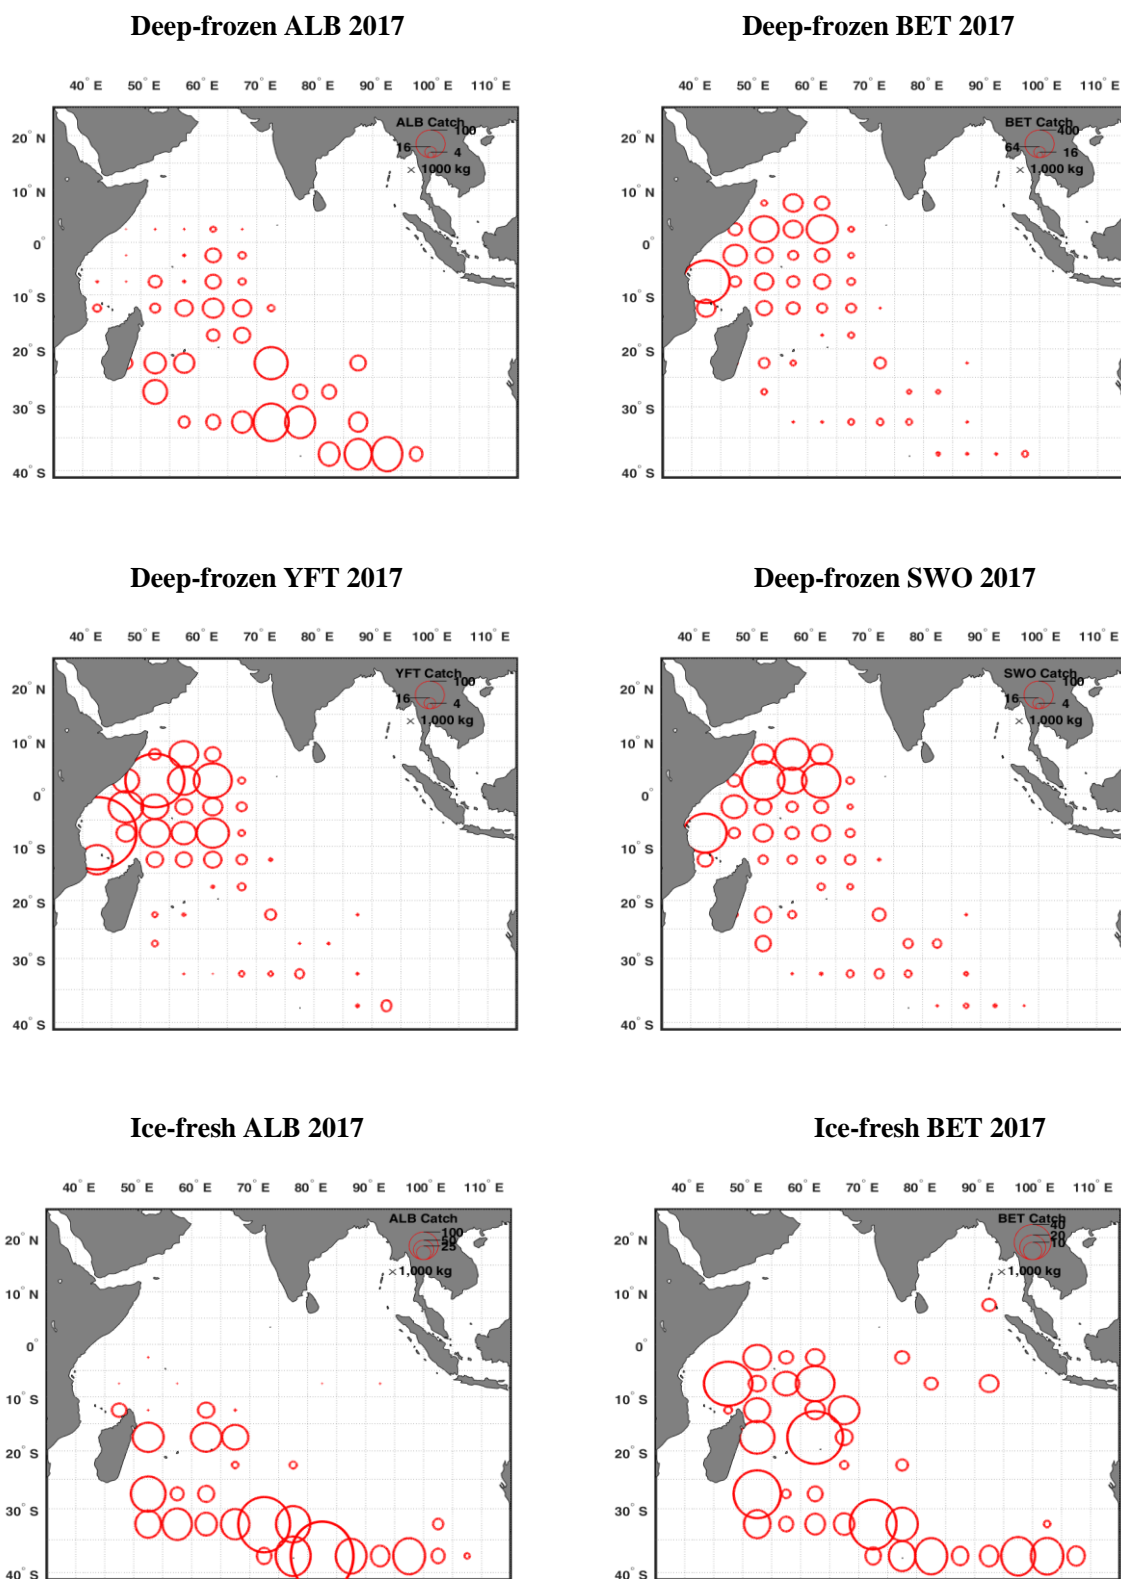 Deep-frozen ALB 2017 Deep-frozen BET 2017
40° E 50° E 60° E 70° E 80° E 90° E 100° E 110° E 40° E 50° E 60° E 70° E 80° E 90° E 100° E 110° E
ALB Catch BET Catch
100 400
20° N 16 4 20° N 64 16
× 1000 kg × 1,000 kg
10° N 10° N
0° 0°
10° S 10° S
20° S 20° S
30° S 30° S
40° S 40° S
Deep-frozen YFT 2017 Deep-frozen SWO 2017
40° E 50° E 60° E 70° E 80° E 90° E 100° E 110° E 40° E 50° E 60° E 70° E 80° E 90° E 100° E 110° E
YFT Catch SWO Catch
100 100
20° N 16 4 20° N 16 4
× 1,000 kg × 1,000 kg
10° N 10° N
0° 0°
10° S 10° S
20° S 20° S
30° S 30° S
40° S 40° S
Ice-fresh ALB 2017 Ice-fresh BET 2017
40° E 50° E 60° E 70° E 80° E 90° E 100° E 110° E 40° E 50° E 60° E 70° E 80° E 90° E 100° E 110° E
ALB Catch BET Catch
100 40
50 20
20° N 25 20° N 10
×1,000 kg ×1,000 kg
10° N 10° N
0° 0°
10° S 10° S
20° S 20° S
30° S 30° S
40° S 40° S